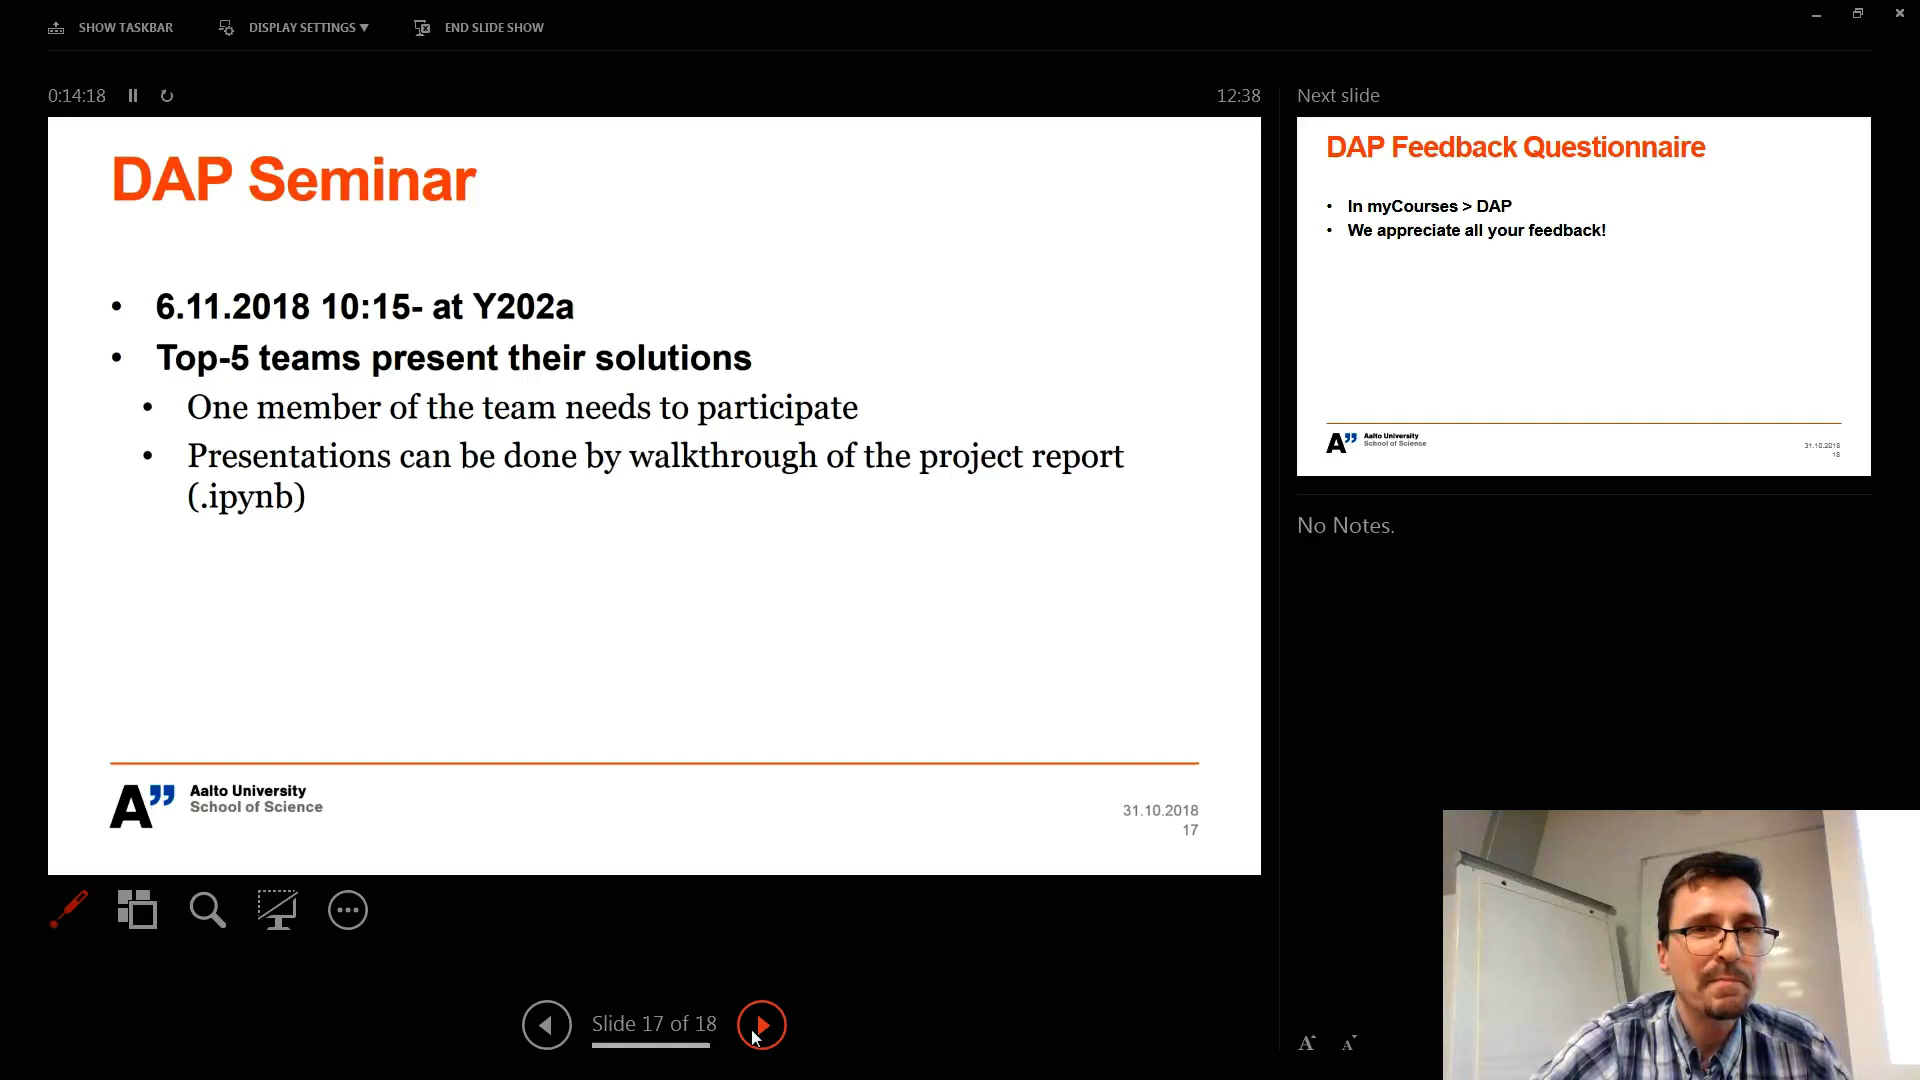 SHOW TASKBAR
DISPLAY SETTINGS ▼
END SLIDE SHOW
0:14:18
12:38
Next slide
DAP Seminar
• 6.11.2018 10:15- at Y202a
• Top-5 teams present their solutions
• One member of the team needs to participate
• Presentations can be done by walkthrough of the project report
(.ipynb)
A”
Aalto University
School of Science
31.10.2018
17
DAP Feedback Questionnaire
• In myCourses > DAP
• We appreciate all your feedback!
A”
Aalto University
School of Science
31.10.2018
18
No Notes.
Slide 17 of 18
A
A